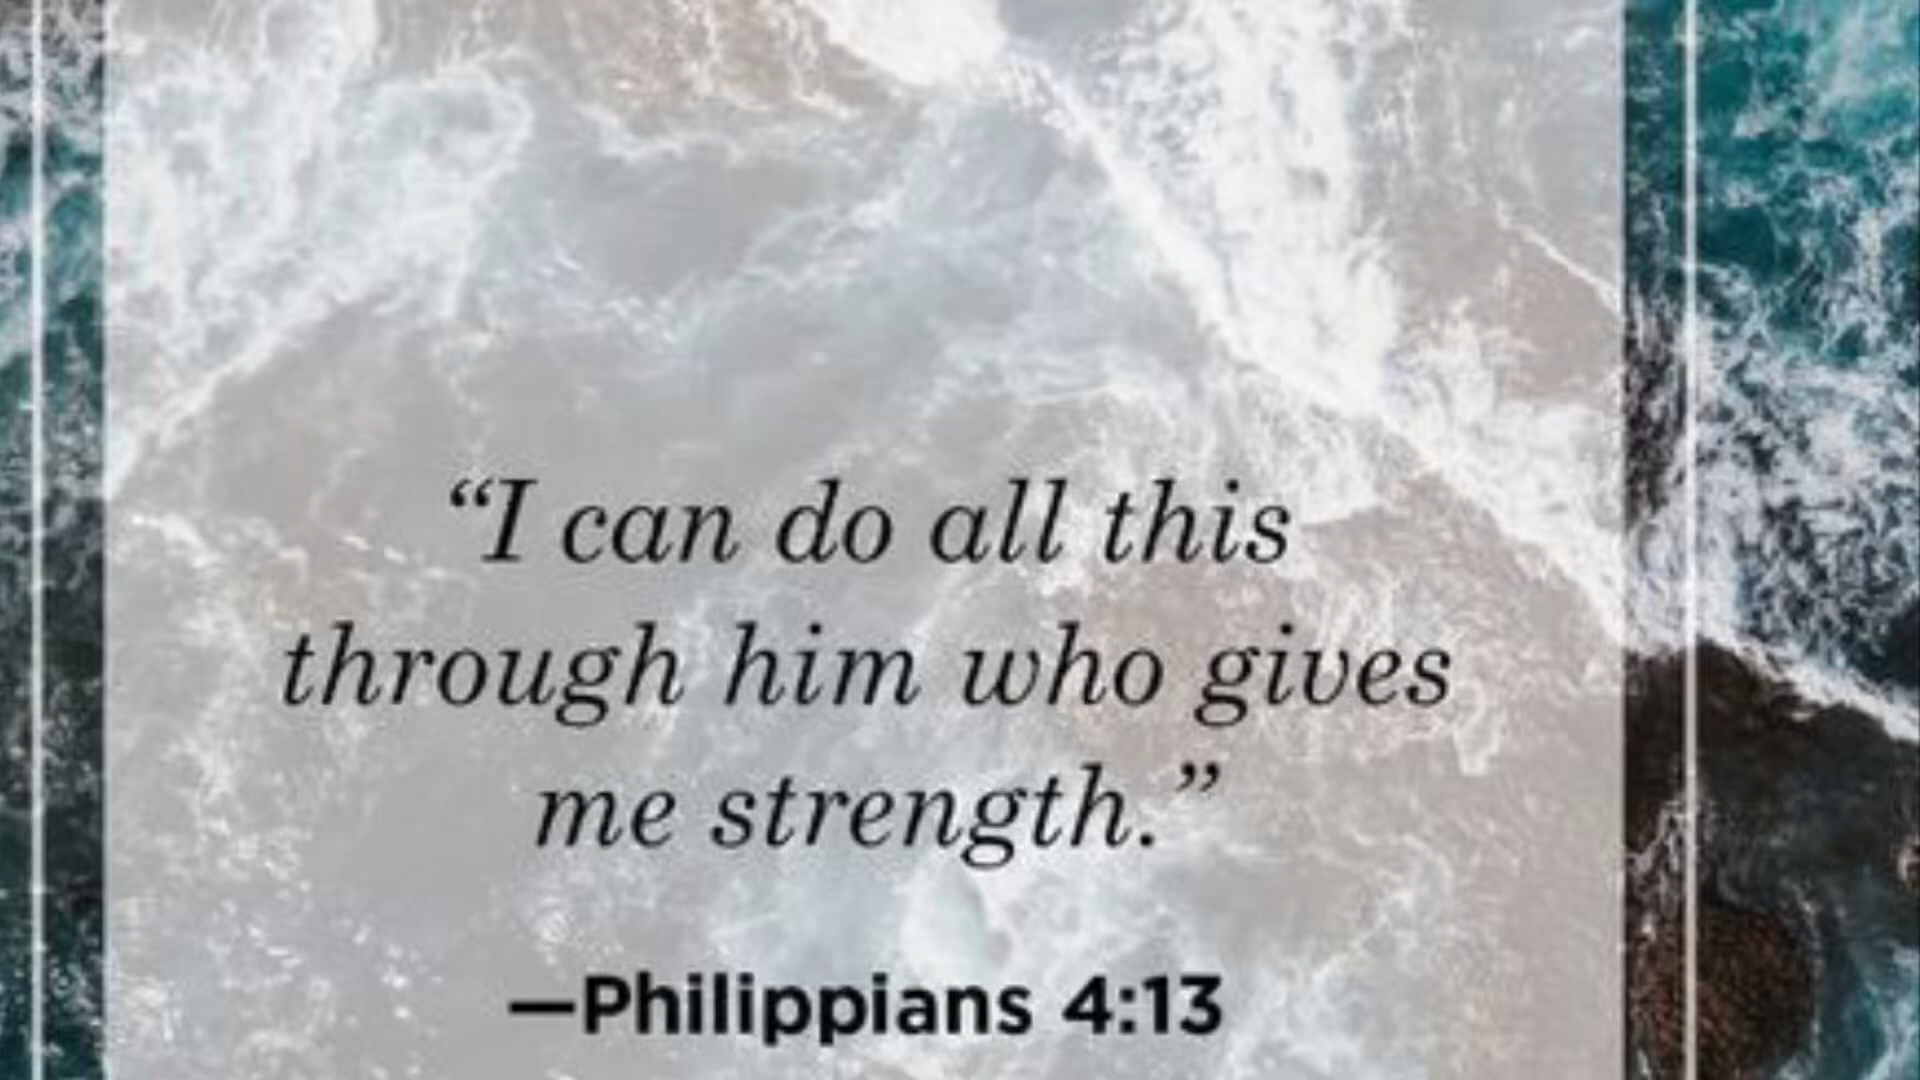 “I can do all this
through him who gives
me strength.”
—Philippians 4:13